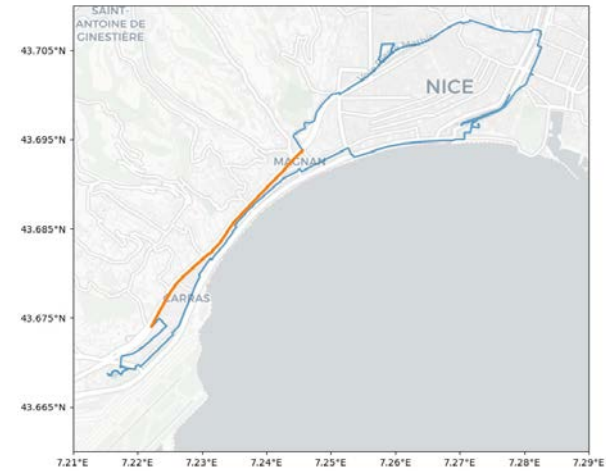 SAINT-
ANTOINE DE
GINESTIÈRE
43.705°N
NICE
43.695°N
MAGNAN
43.685°N
CARRAS
43.675°N
43.665°N
7.21°E 7.22°E 7.23°E 7.24°E 7.25°E 7.26°E 7.27°E 7.28°E 7.29°E